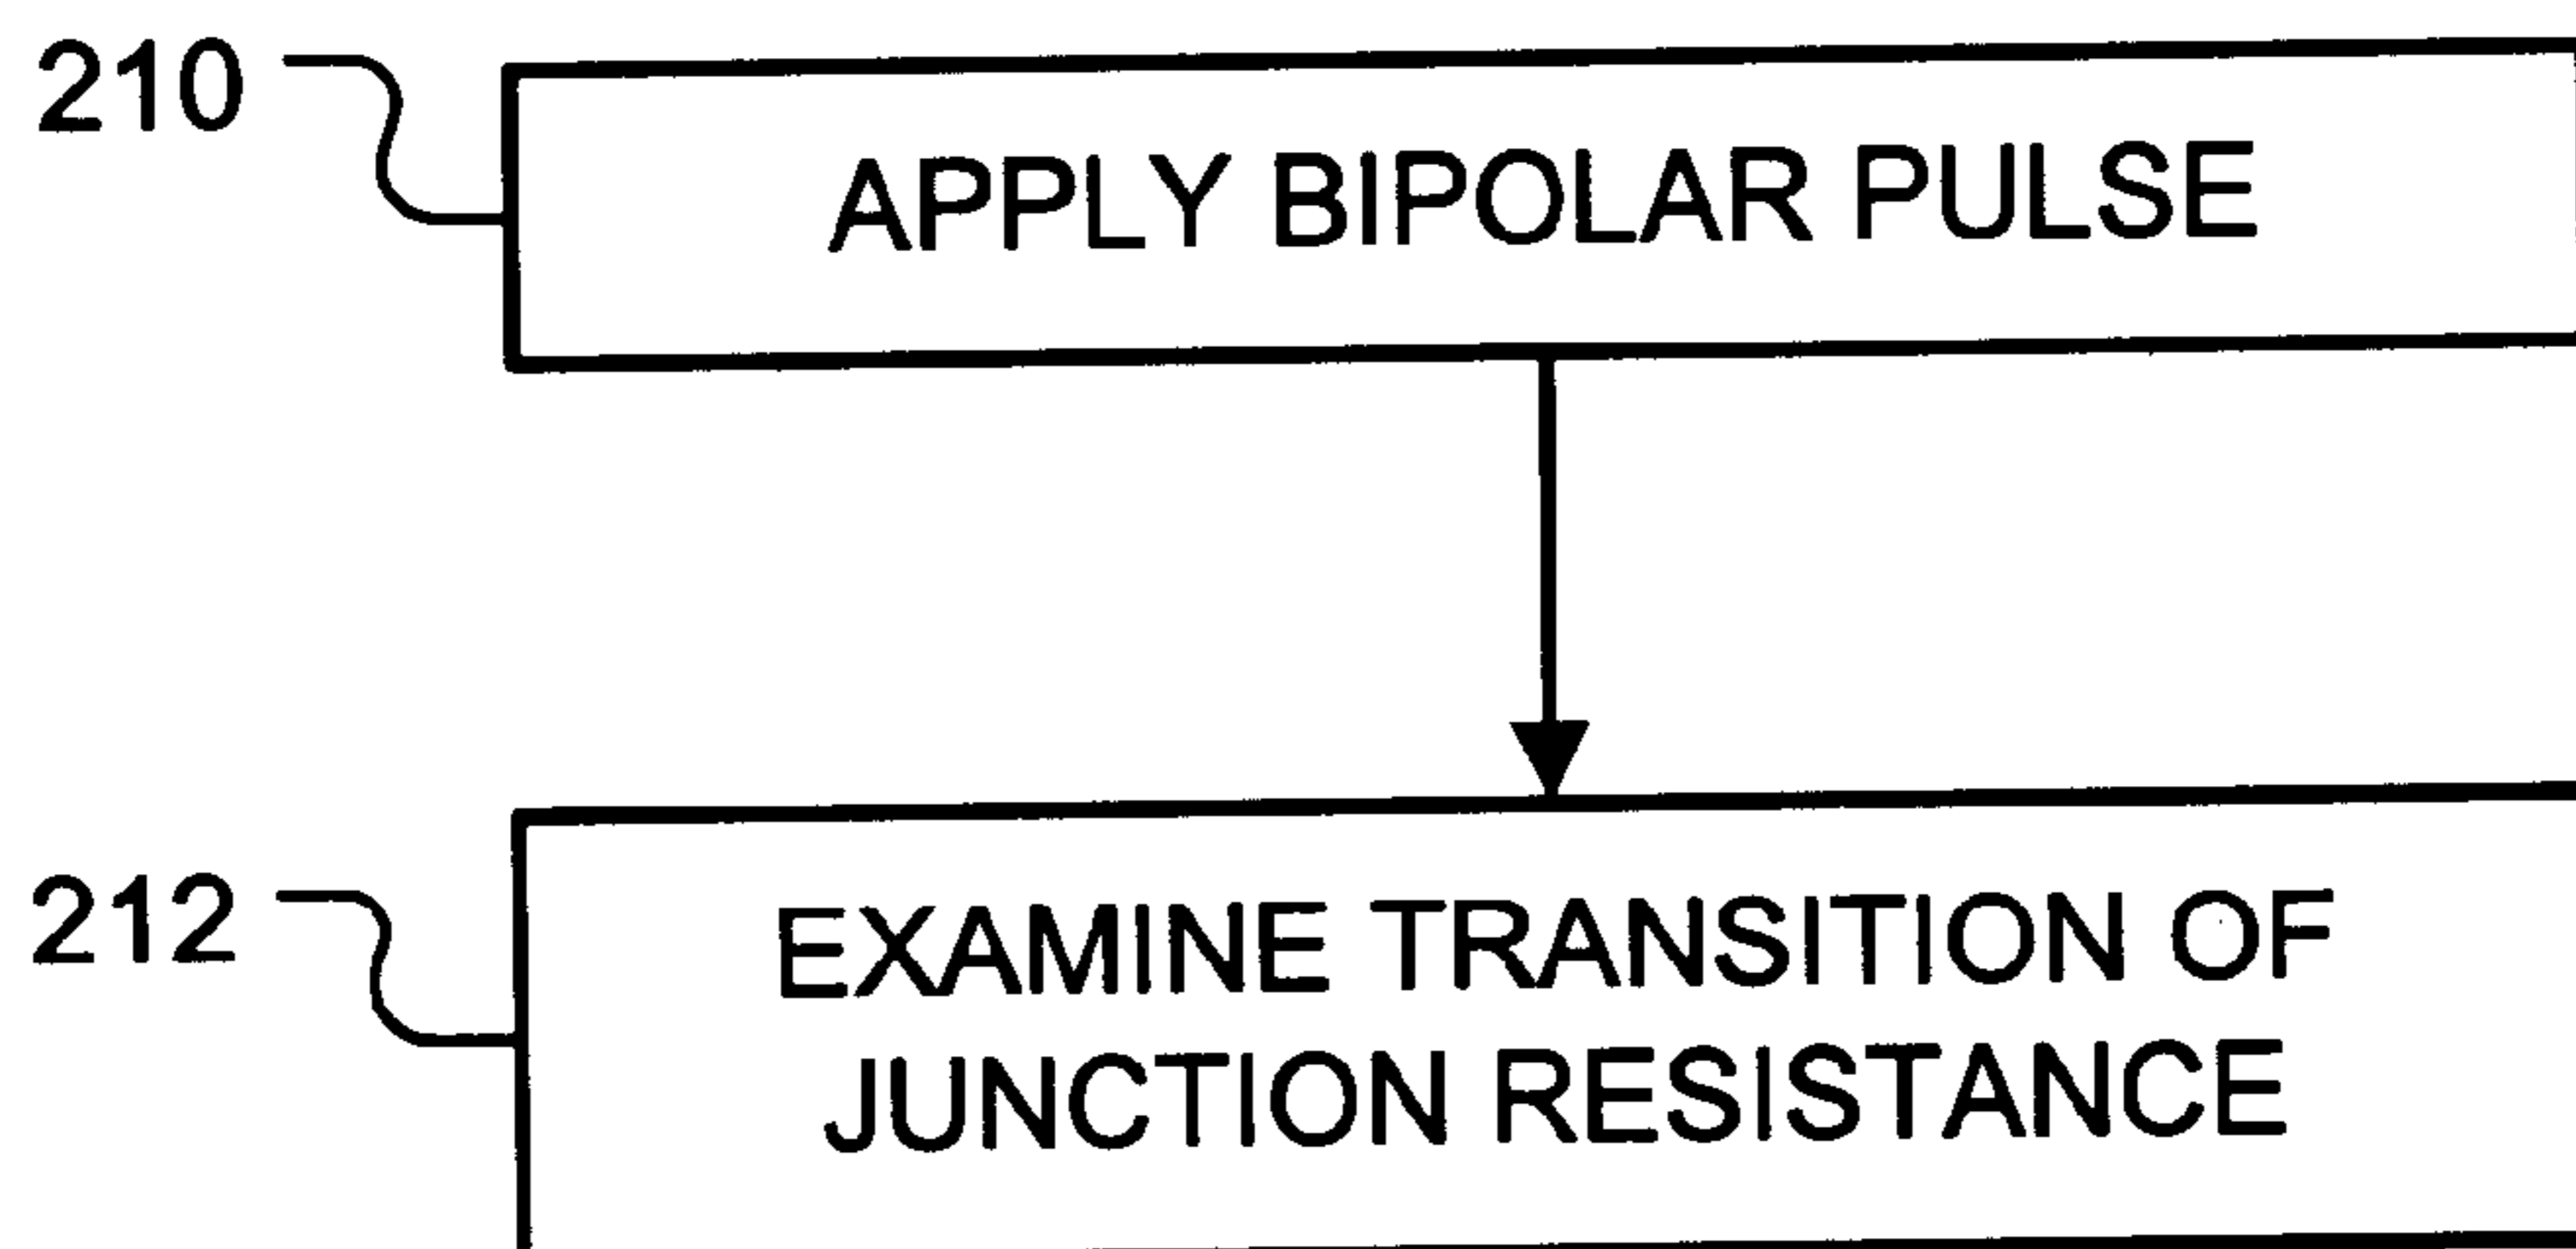 210
APPLY BIPOLAR PULSE
212
EXAMINE TRANSITION OF
JUNCTION RESISTANCE